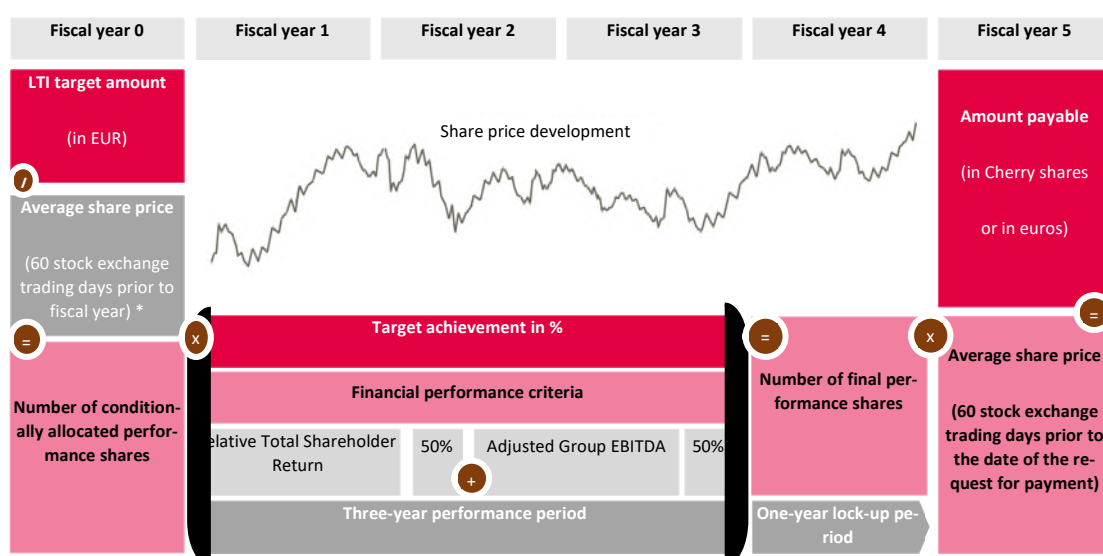 Fiscal year 0
Fiscal year 1
Fiscal year 2
Fiscal year 3
Fiscal year 4
Fiscal year 5
LTI target amount
(in EUR)
/
Average share price
(60 stock exchange
trading days prior to
fiscal year) *
=
Number of condition-
ally allocated perfor-
mance shares
x
Share price development
Target achievement in %
Financial performance criteria
elative Total Shareholder
Return
50%
+
Adjusted Group EBITDA
50%
Three-year performance period
=
Number of final per-
formance shares
One-year lock-up pe-
riod
x
Amount payable
(in Cherry shares
or in euros)
=
Average share price
(60 stock exchange
trading days prior to
the date of the re-
quest for payment)